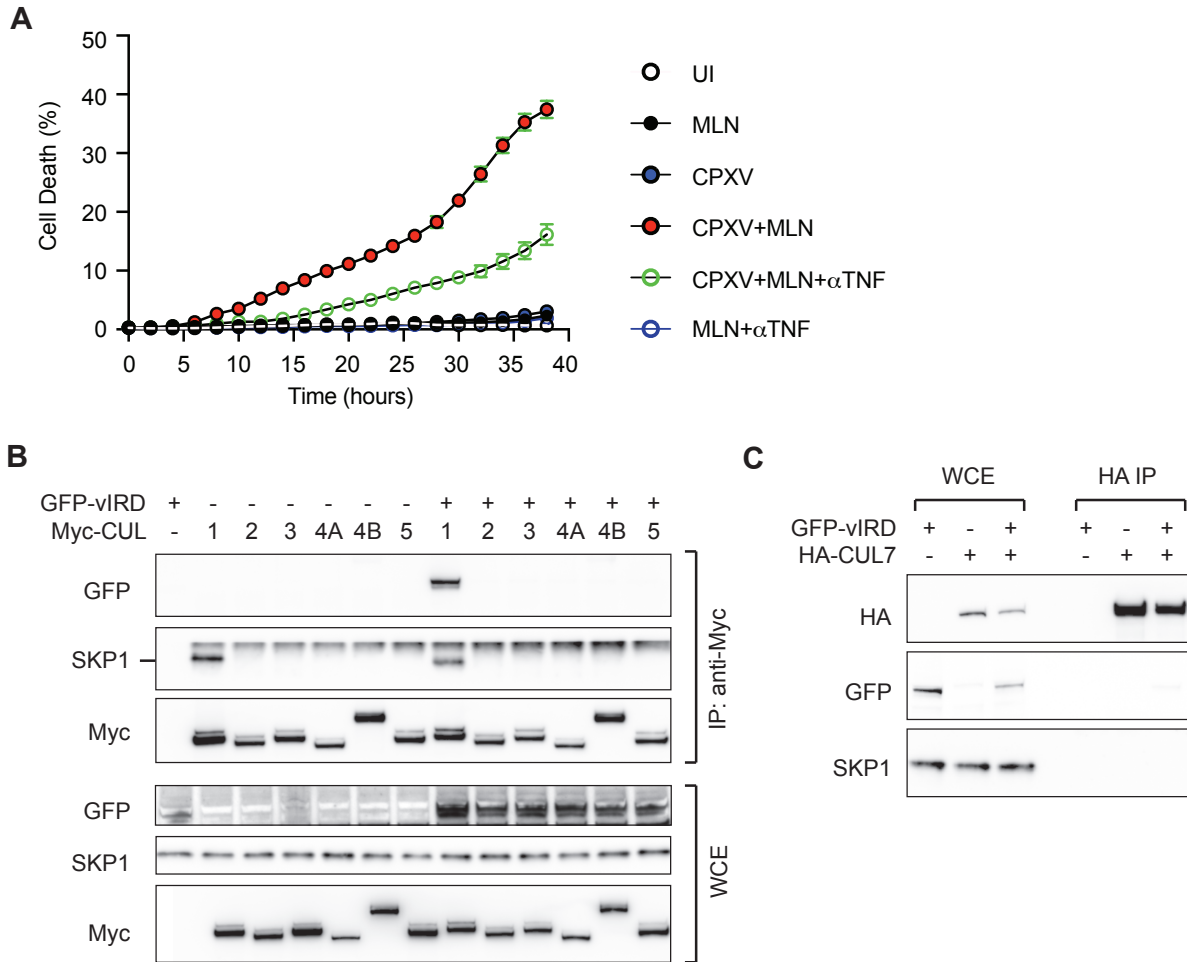 A
50
40
30
20
10
0
Cell Death (%)
0 5 10 15 20 25 30 35 40
Time (hours)
UI
MLN
CPXV
CPXV+MLN
CPXV+MLN+αTNF
MLN+αTNF
B
GFP-vIRD + - - - - - - + + + + + +
Myc-CUL - 1 2 3 4A 4B 5 1 2 3 4A 4B 5
GFP
SKP1
Myc
IP: anti-Myc
GFP
SKP1
Myc
WCE
C
WCE HA IP
GFP-vIRD + - + + - +
HA-CUL7 - + + - + +
HA
GFP
SKP1